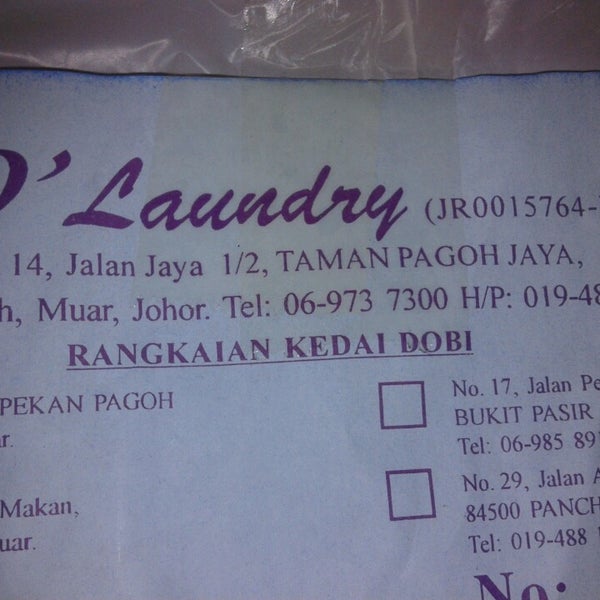 D' Laundry (JR0015764-
14, Jalan Jaya 1/2, TAMAN PAGOH JAYA,
h, Muar, Johor. Tel: 06-973 7300 H/P: 019-48
RANGKAIAN KEDAI DOBI
PEKAN PAGOH
ar.
Makan,
uar.
No. 17, Jalan Pe
BUKIT PASIR
Tel: 06-985 891
No. 29, Jalan A
84500 PANCH
Tel: 019-488
No: